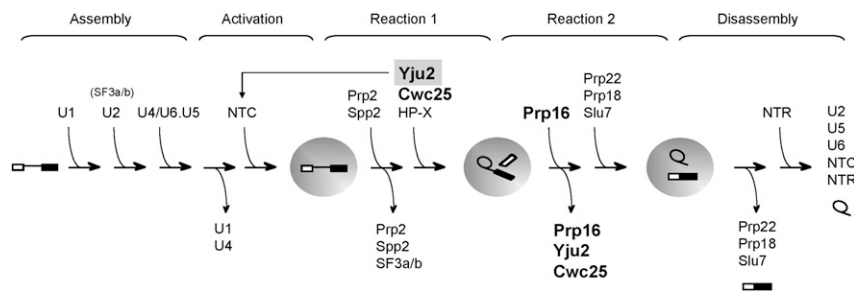 Assembly
Activation
Reaction 1
Reaction 2
Disassembly
Yju2
Cwc25
HP-X
(SF3a/b)
U1
U2
U4/U6.U5
NTC
Prp2
Spp2
Prp16
Prp22
Prp18
Slu7
NTR
U2
U5
U6
NTC
NTR
U1
U4
Prp2
Spp2
SF3a/b
Prp16
Yju2
Cwc25
Prp22
Prp18
Slu7